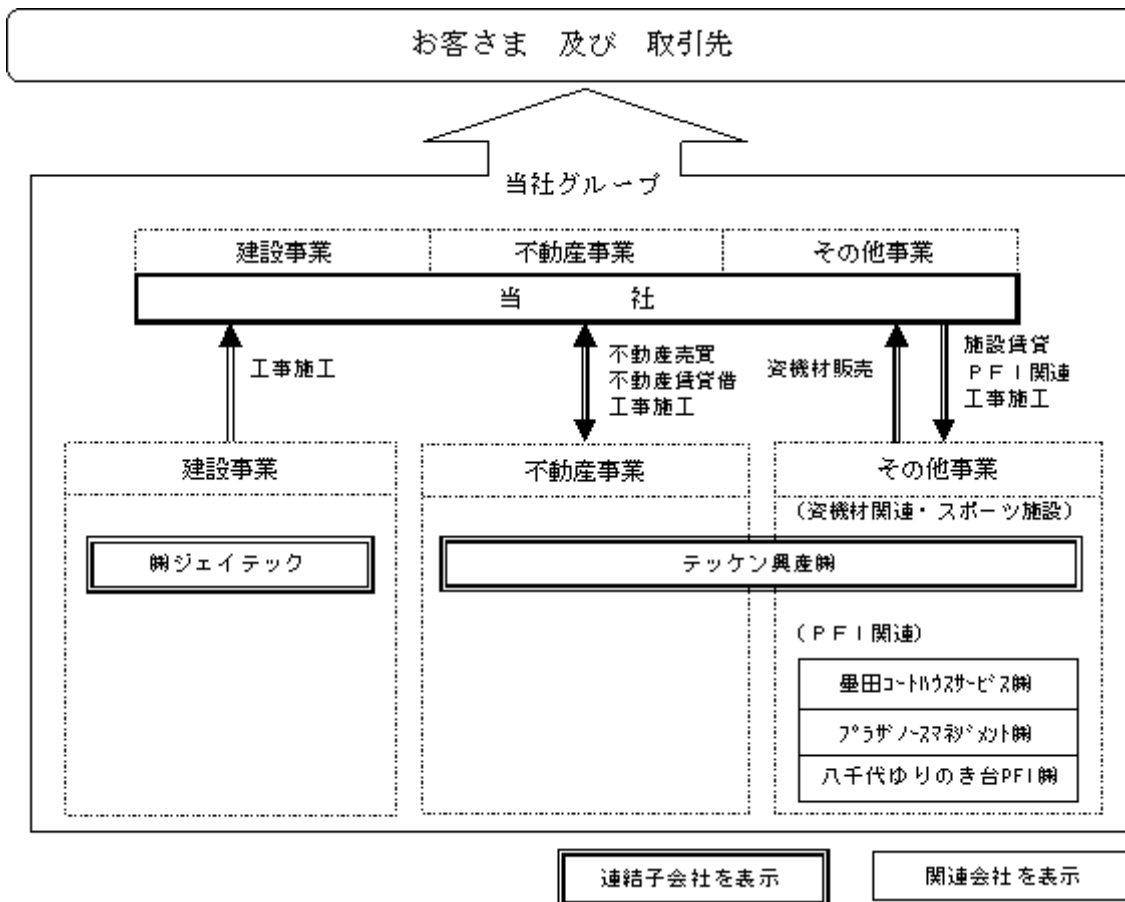 お客さま 及び 取引先
当社グループ
建設事業 不動産事業 その他事業
当 社
工事施工
不動産売買
不動産賃貸借
工事施工
資機材販売
施設賃貸
ＰＦＩ関連
工事施工
建設事業 不動産事業 その他事業
（資機材関連・スポーツ施設）
㈱ジェイテック
テッケン興産㈱
（ＰＦＩ関連）
墨田ｺｰﾄﾊｳｽｻｰﾋﾞｽ㈱
ﾌﾟﾗｻﾞﾉｰｽﾏﾈｼﾞﾒﾝﾄ㈱
八千代ゆりのき台PFI㈱
連結子会社を表示
関連会社を表示